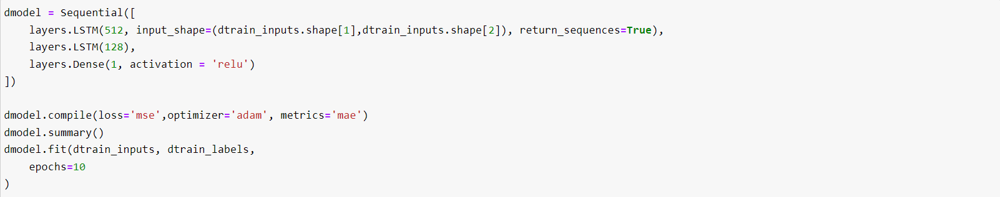 dmodel = Sequential([
    layers.LSTM(512, input_shape=(dtrain_inputs.shape[1],dtrain_inputs.shape[2]), return_sequences=True),
    layers.LSTM(128),
    layers.Dense(1, activation = 'relu')
])

dmodel.compile(loss='mse',optimizer='adam', metrics='mae')
dmodel.summary()
dmodel.fit(dtrain_inputs, dtrain_labels,
    epochs=10
)